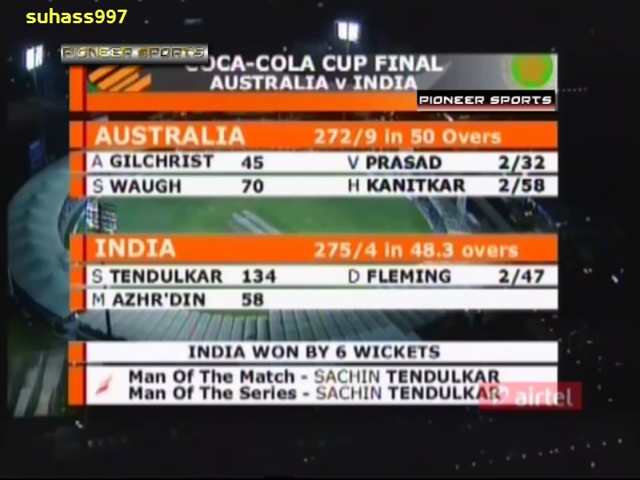 suhass997
PIONEER SPORTS
COCA-COLA CUP FINAL
AUSTRALIA v INDIA
PIONEER SPORTS
AUSTRALIA 272/9 in 50 Overs
A GILCHRIST 45 V PRASAD 2/32
S WAUGH 70 H KANITKAR 2/58
INDIA 275/4 in 48.3 overs
S TENDULKAR 134 D FLEMING 2/47
M AZHR'DIN 58
INDIA WON BY 6 WICKETS
Man Of The Match - SACHIN TENDULKAR
Man Of The Series - SACHIN TENDULKAR
airtel